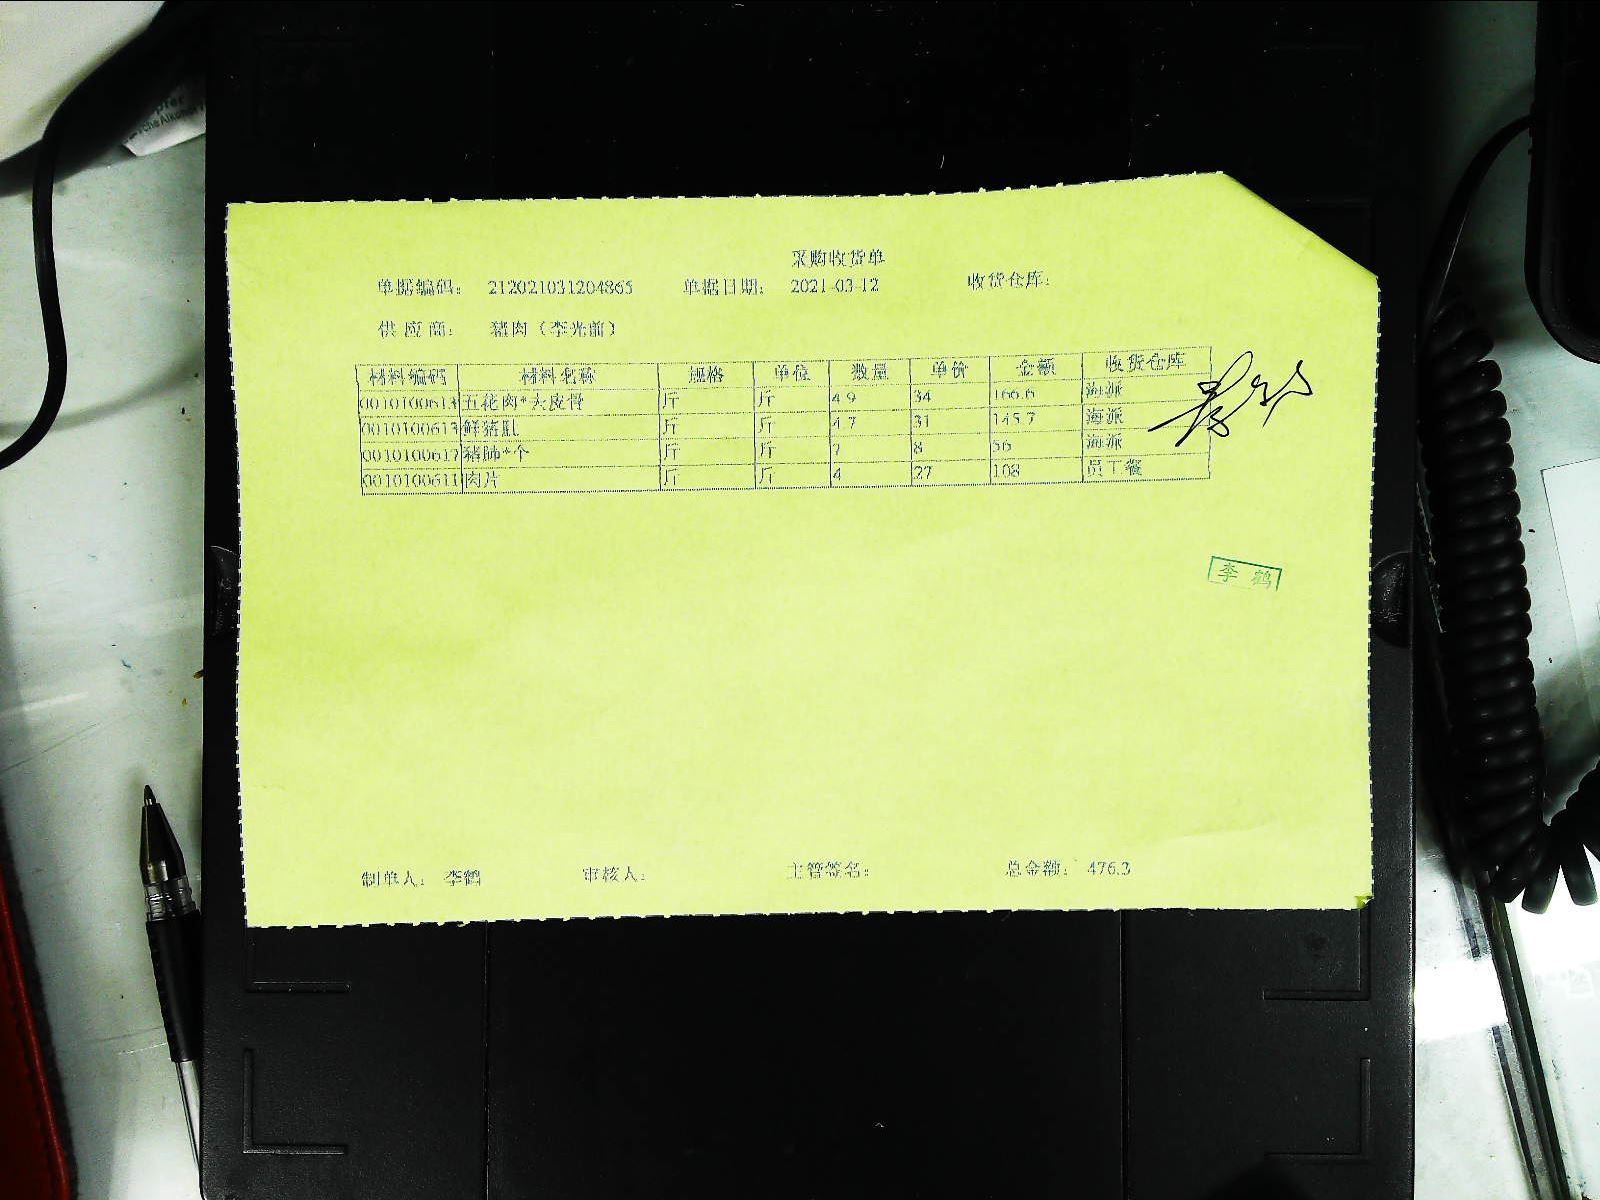 采购收货单
单据编码： 212021031204865 单据日期： 2021-03-12 收货仓库：
供 应 商： 猪肉（李光前）
材料编码 材料名称 规格 单位 数量 单价 金额 收货仓库
0010100613 五花肉*去皮骨 斤 斤 4.9 34 166.6 海派
0010100613 鲜猪肌 斤 斤 4.7 31 145.7 海派
0010100617 猪肺*个 斤 斤 7 8 56 海派
0010100611 肉片 斤 斤 4 27 108 员工餐
李 鹤
制单人： 李鹤 审核人： 主管签名： 总金额： 476.3